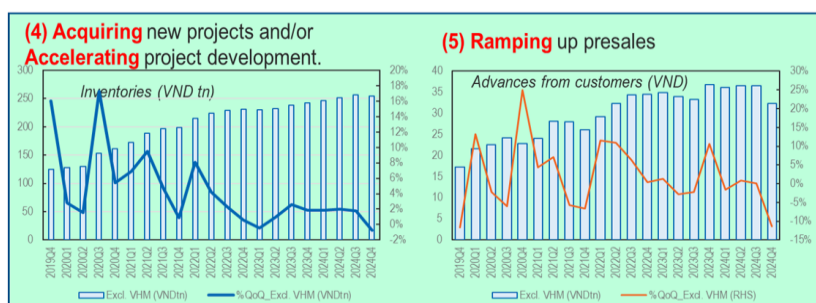 (4) Acquiring new projects and/or
Accelerating project development.
Inventories (VND tn)
300
250
200
150
100
50
0
20%
18%
16%
14%
12%
10%
8%
6%
4%
2%
0%
-2%
2019Q4
2020Q1
2020Q2
2020Q3
2020Q4
2021Q1
2021Q2
2021Q3
2021Q4
2022Q1
2022Q2
2022Q3
2022Q4
2023Q1
2023Q2
2023Q3
2023Q4
2024Q1
2024Q2
2024Q3
2024Q4
Excl. VHM (VNDtn)
%QoQ_Excl. VHM (VNDtn)
(5) Ramping up presales
Advances from customers (VND)
40
35
30
25
20
15
10
5
0
30%
25%
20%
15%
10%
5%
0%
-5%
-10%
-15%
2019Q4
2020Q1
2020Q2
2020Q3
2020Q4
2021Q1
2021Q2
2021Q3
2021Q4
2022Q1
2022Q2
2022Q3
2022Q4
2023Q1
2023Q2
2023Q3
2023Q4
2024Q1
2024Q2
2024Q3
2024Q4
Excl. VHM (VNDtn)
%QoQ_Excl. VHM (RHS)